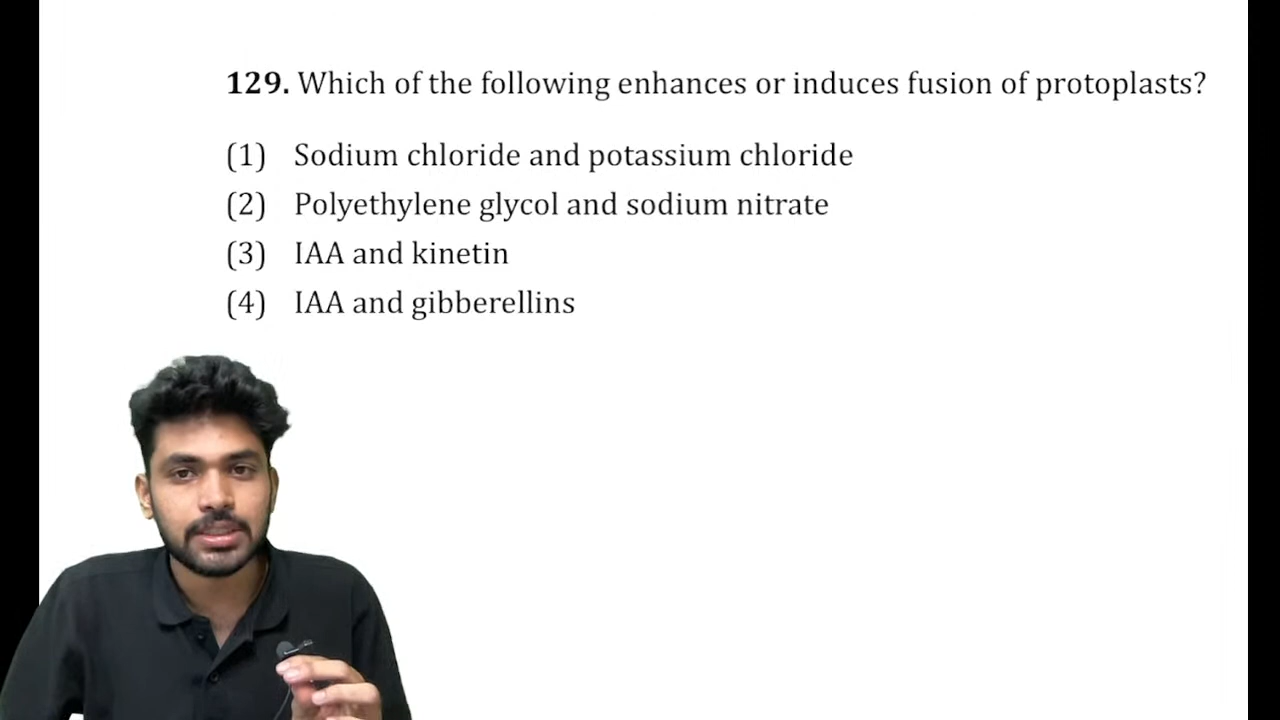 129. Which of the following enhances or induces fusion of protoplasts?
(1) Sodium chloride and potassium chloride
(2) Polyethylene glycol and sodium nitrate
(3) IAA and kinetin
(4) IAA and gibberellins